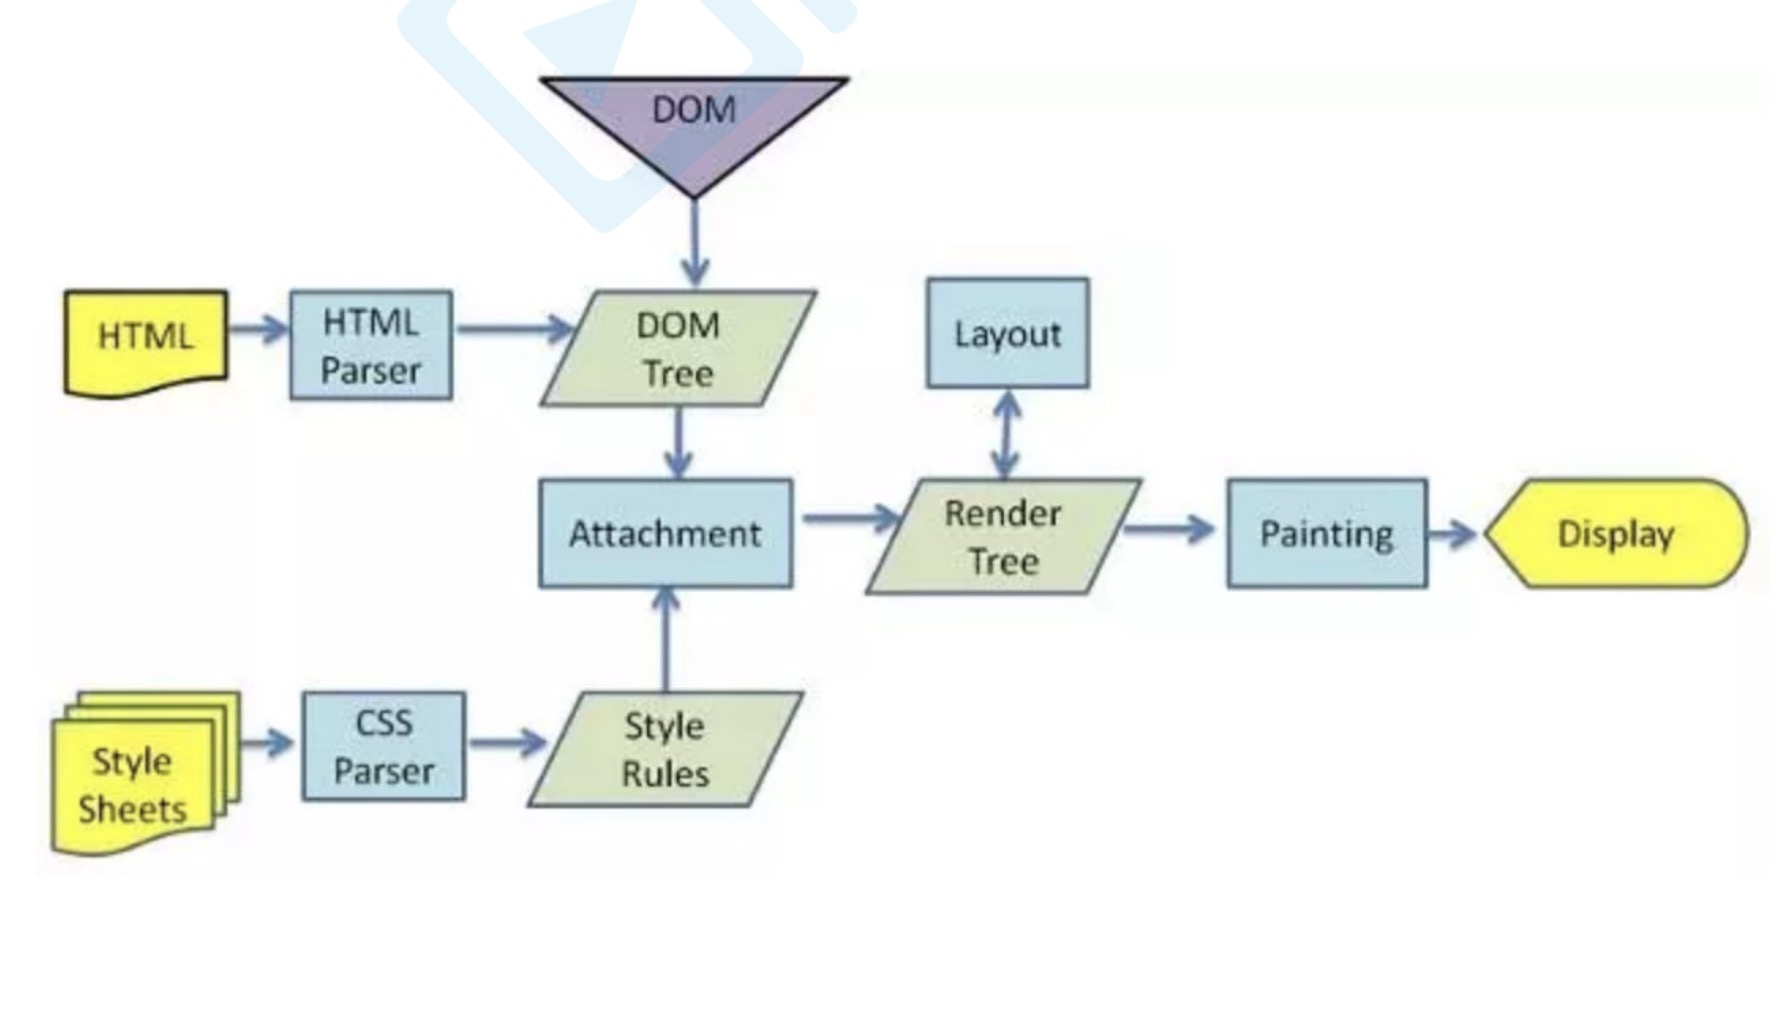 DOM
HTML
HTML
Parser
DOM
Tree
Layout
Attachment
Render
Tree
Painting
Display
Style
Sheets
CSS
Parser
Style
Rules